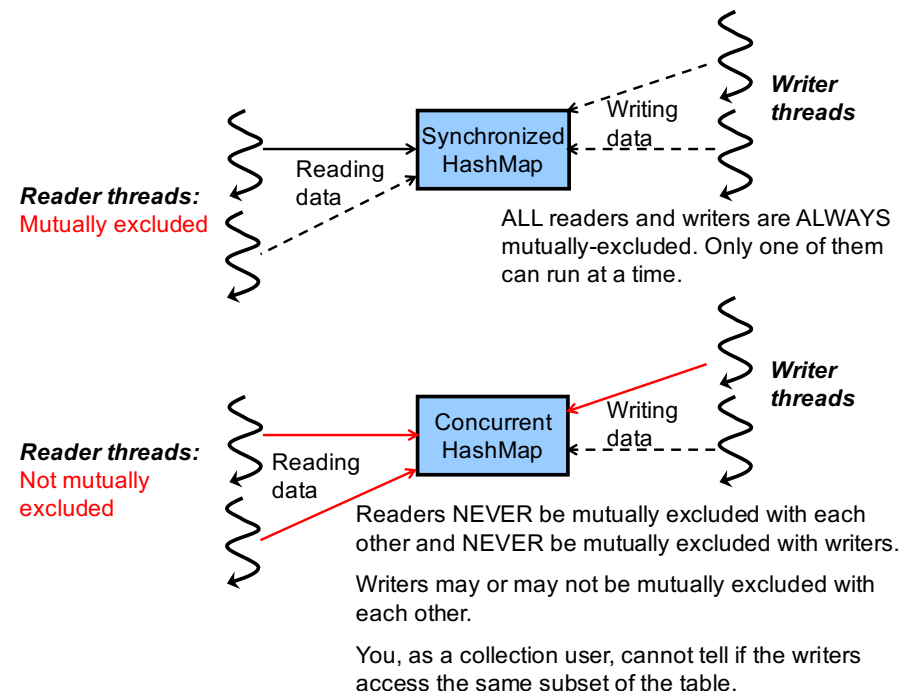 Writer
threads
Synchronized
HashMap
Writing
data
Reading
data
Reader threads:
Mutually excluded
ALL readers and writers are ALWAYS
mutually-excluded. Only one of them
can run at a time.
Writer
threads
Concurrent
HashMap
Writing
data
Reader threads:
Not mutually
excluded
Reading
data
Readers NEVER be mutually excluded with each
other and NEVER be mutually excluded with writers.
Writers may or may not be mutually excluded with
each other.
You, as a collection user, cannot tell if the writers
access the same subset of the table.